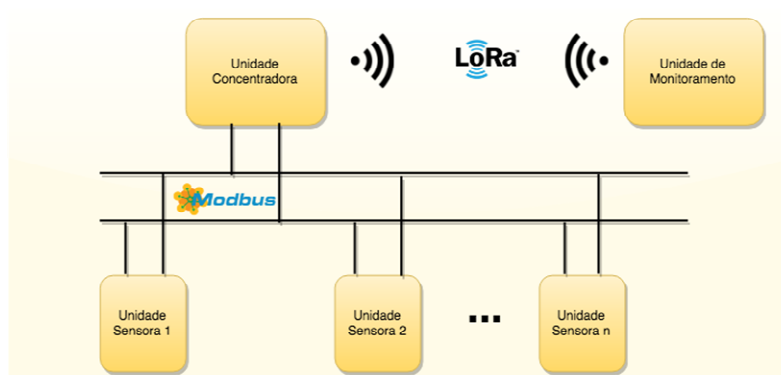 Unidade
Concentradora
LoRa
Unidade de
Monitoramento
Modbus
Unidade
Sensora 1
Unidade
Sensora 2
...
Unidade
Sensora n